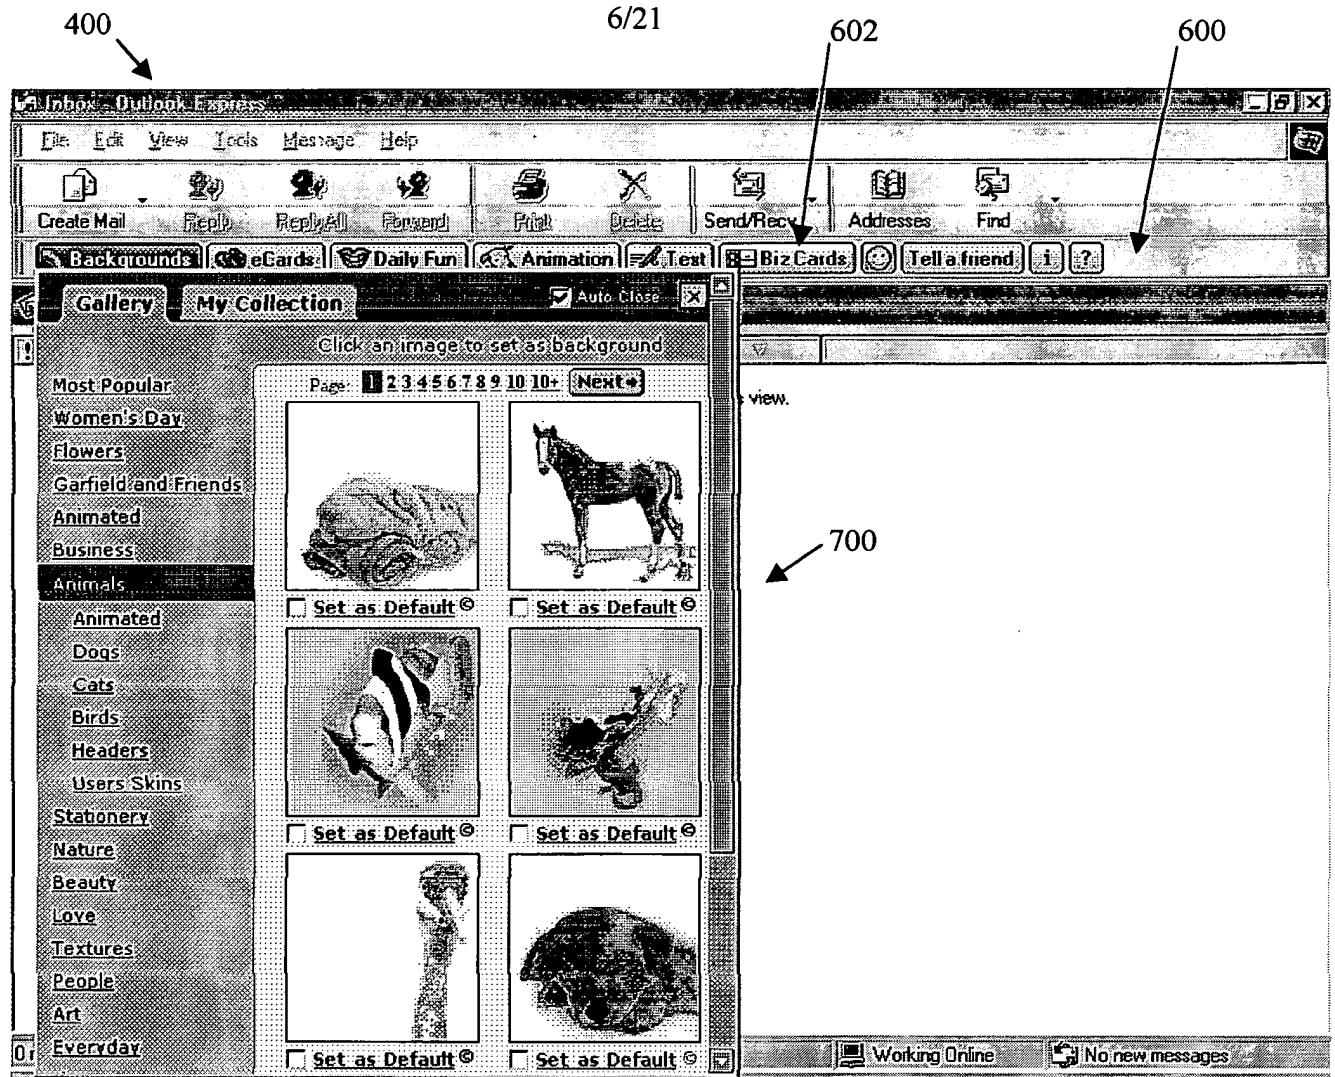 6/21
400
602
600
Inbox - Outlook Express
File Edit View Tools Message Help
Create Mail Reply Reply All Forward Print Delete Send/Recv Addresses Find
Backgrounds eCards Daily Fun Animation Text Biz Cards Tell a friend i ?
Gallery My Collection Auto Close
Click an image to set as background
Page: 1 2 3 4 5 6 7 8 9 10 10+ Next
view.
Most Popular
Women's Day
Flowers
Garfield and Friends
Animated
Business
Animals
Animated
Dogs
Cats
Birds
Headers
Users Skins
Stationery
Nature
Beauty
Love
Textures
People
Art
Everyday
Set as Default © Set as Default ©
Set as Default © Set as Default ©
Set as Default © Set as Default ©
700
Working Online No new messages